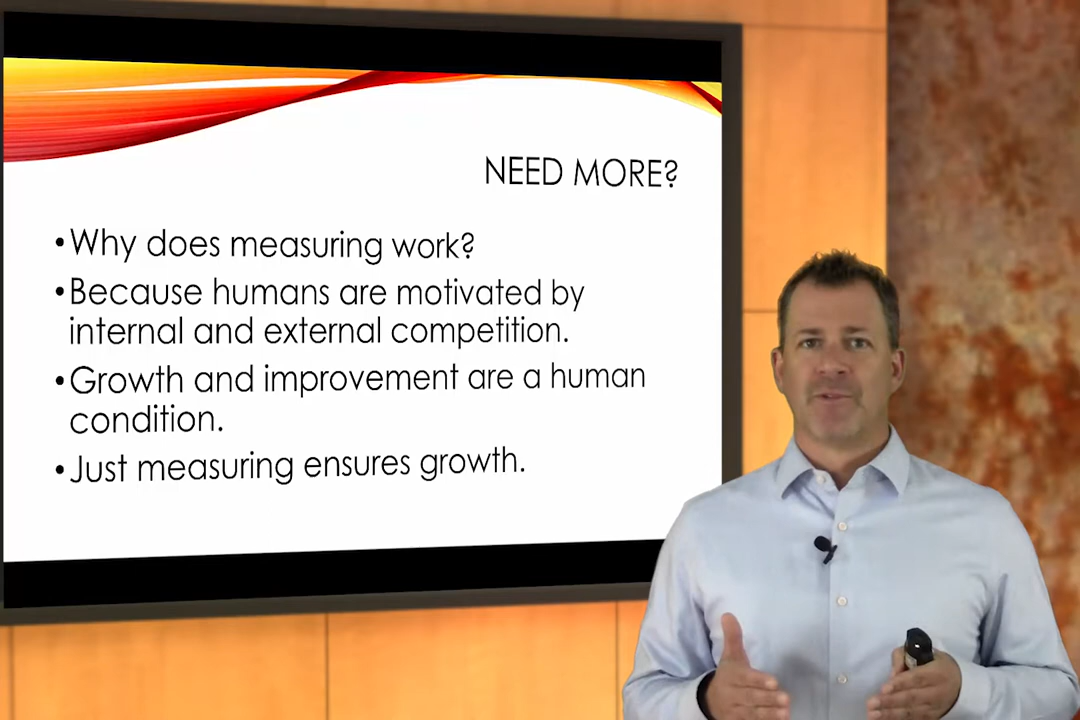 NEED MORE?
•Why does measuring work?
•Because humans are motivated by
internal and external competition.
•Growth and improvement are a human
condition.
•Just measuring ensures growth.